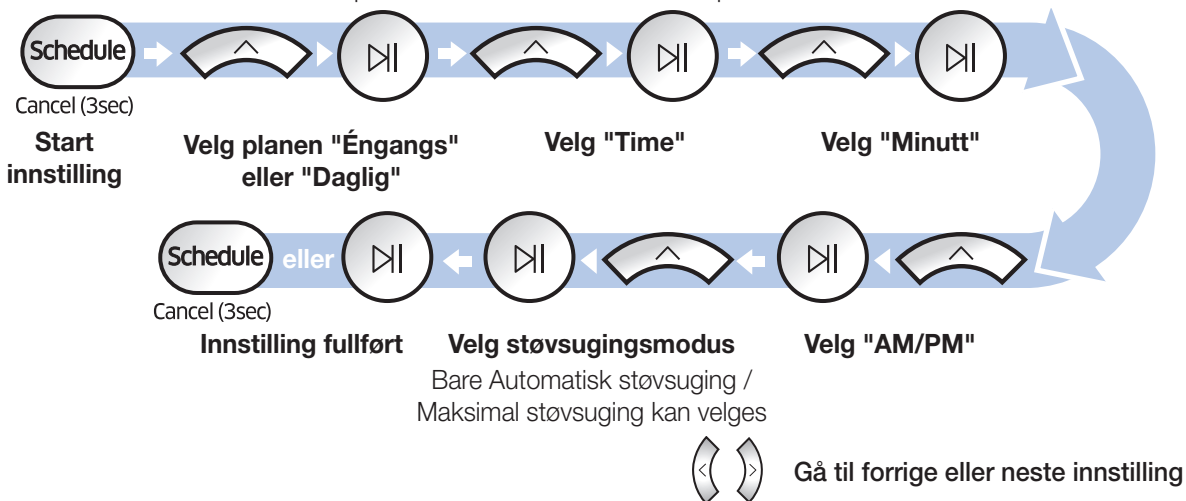 Schedule
Cancel (3sec)
Start
innstilling
Velg planen "Éngangs"
eller "Daglig"
Velg "Time"
Velg "Minutt"
Schedule
eller
Cancel (3sec)
Innstilling fullført
Velg støvsugingsmodus
Bare Automatisk støvsuging /
Maksimal støvsuging kan velges
Velg "AM/PM"
Gå til forrige eller neste innstilling